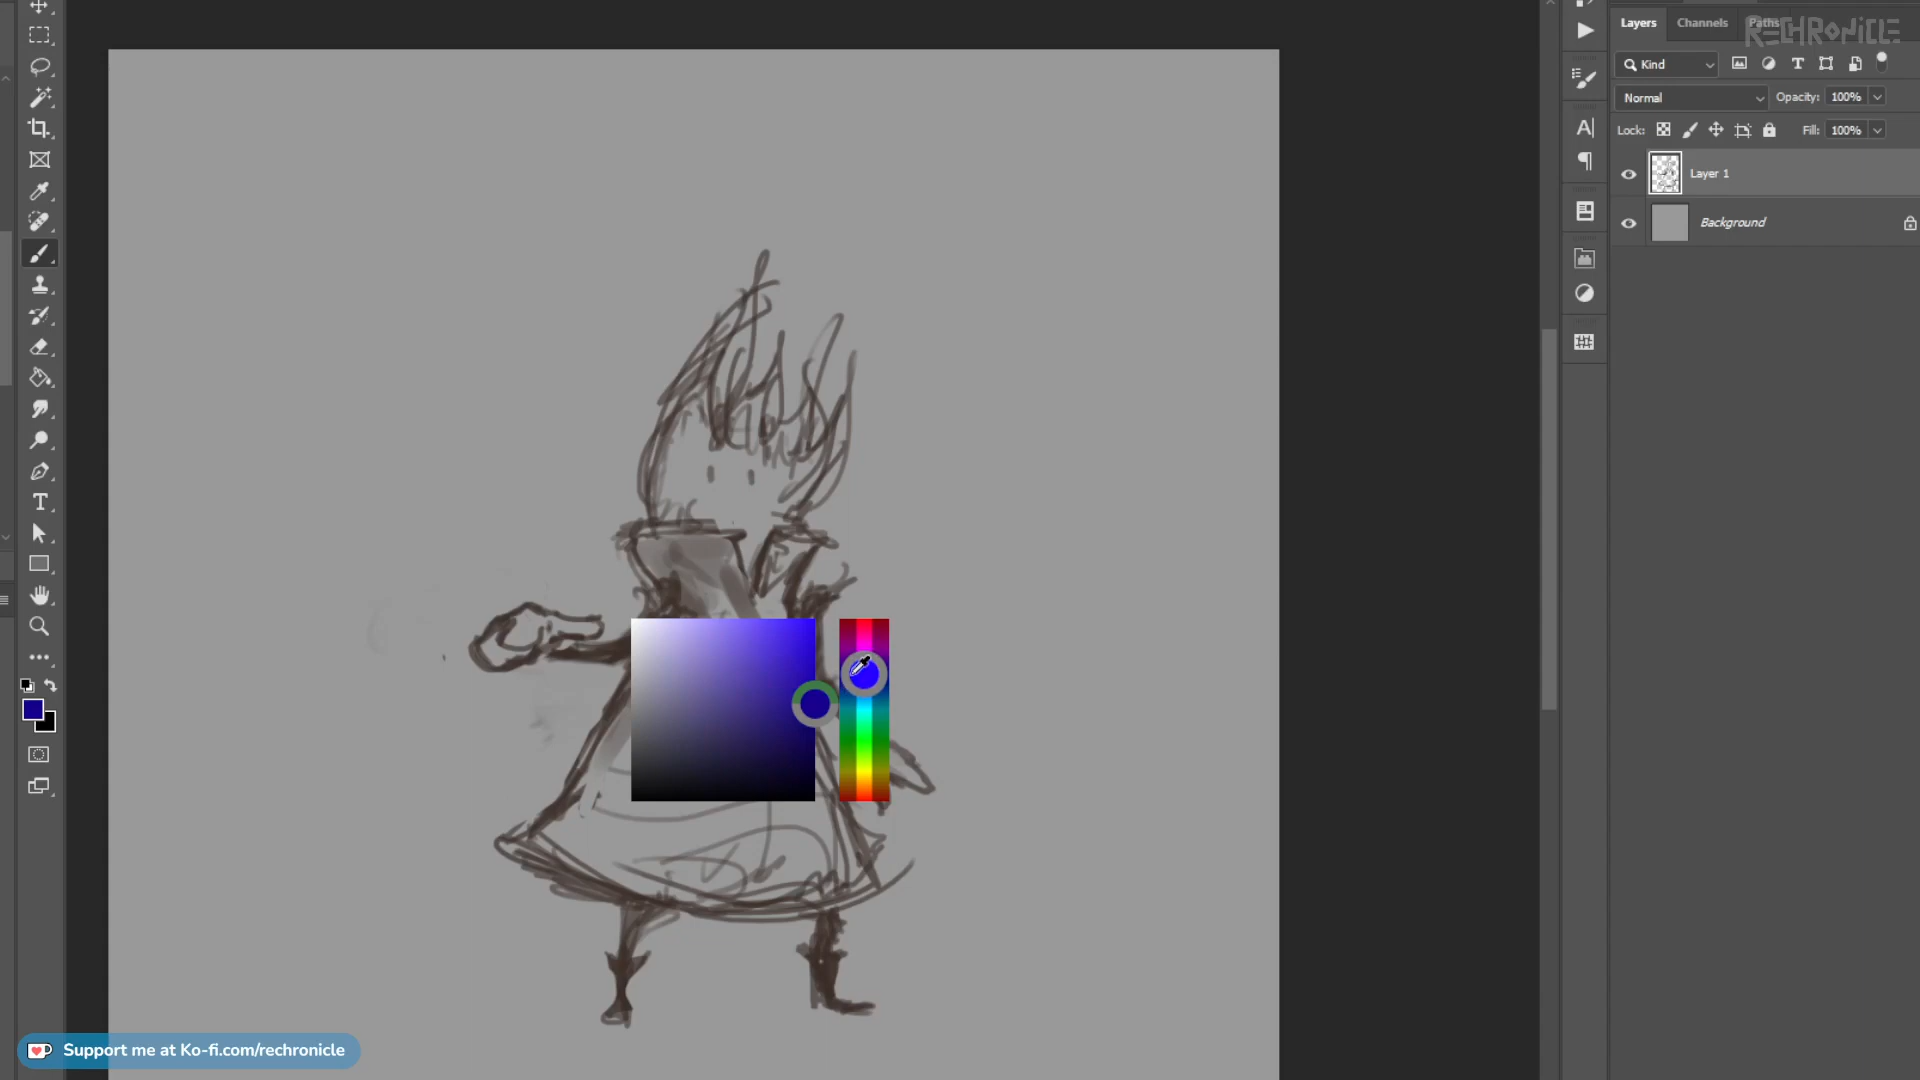 Layers Channels Paths
RECHRONICLE
Kind
Normal Opacity: 100%
Lock: Fill: 100%
Layer 1
Background
Support me at Ko-fi.com/rechronicle